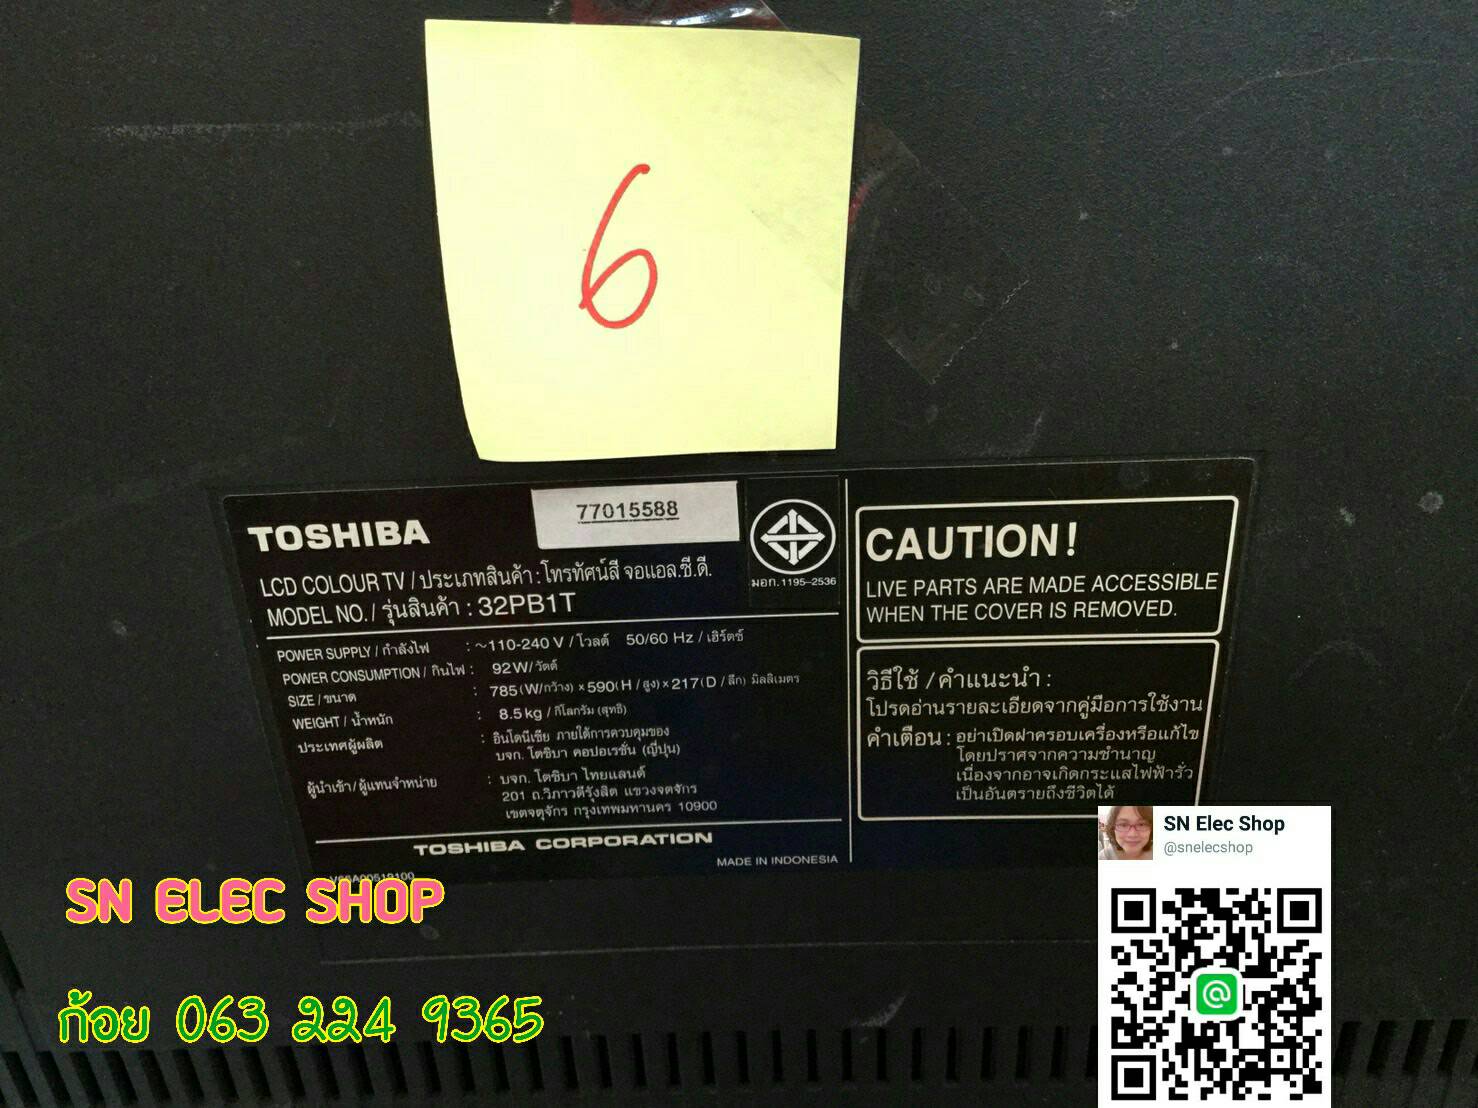 6
TOSHIBA
77015588
LCD COLOUR TV / ประเภทสินค้า : โทรทัศน์สี จอแอล.ซี.ดี.
MODEL NO. / รุ่นสินค้า : 32PB1T
มอก.1195-2536
POWER SUPPLY / กำลังไฟ : ~110-240 V / โวลต์ 50/60 Hz / เฮิร์ตซ์
POWER CONSUMPTION / กินไฟ : 92W/ วัตต์
SIZE / ขนาด : 785 (W/กว้าง) × 590 (H / สูง) × 217 (D / ลึก) มิลลิเมตร
WEIGHT / น้ำหนัก : 8.5 kg / กิโลกรัม (สุทธิ)
ประเทศผู้ผลิต : อินโดนีเซีย ภายใต้การควบคุมของ
บจก. โตชิบา คอปอเรชั่น (ญี่ปุ่น)
ผู้นำเข้า/ผู้แทนจำหน่าย : บจก. โตชิบา ไทยแลนด์
201 ถ.วิภาวดีรังสิต แขวงจตุจักร
เขตจตุจักร กรุงเทพมหานคร 10900
TOSHIBA CORPORATION
MADE IN INDONESIA
CAUTION!
LIVE PARTS ARE MADE ACCESSIBLE
WHEN THE COVER IS REMOVED.
วิธีใช้ / คำแนะนำ :
โปรดอ่านรายละเอียดจากคู่มือการใช้งาน
คำเตือน : อย่าเปิดฝาครอบเครื่องหรือแก้ไข
โดยปราศจากความชำนาญ
เนื่องจากอาจเกิดกระแสไฟฟ้ารั่ว
เป็นอันตรายถึงชีวิตได้
SN ELEC SHOP
ก้อย 063 224 9365
SN Elec Shop
@snelecshop